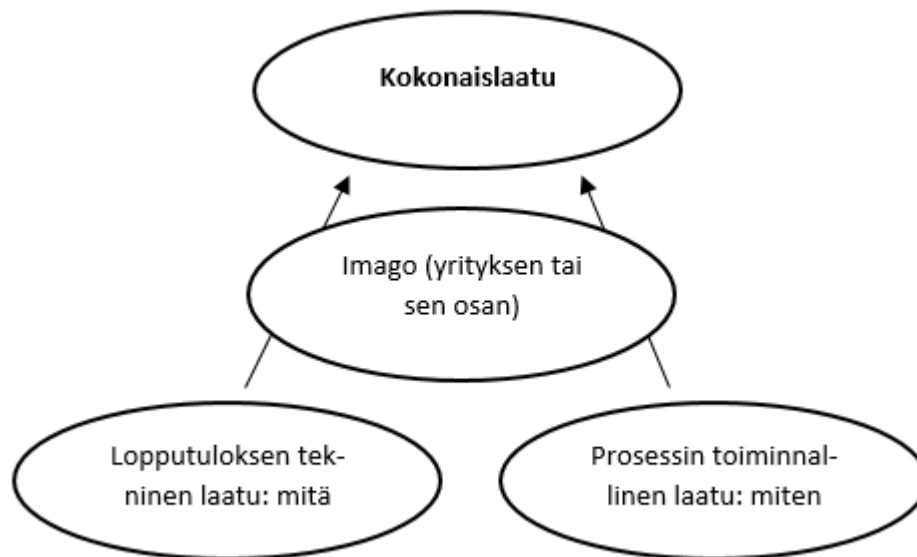 Kokonaislaatu
Imago (yrityksen tai
sen osan)
Lopputuloksen tek-
ninen laatu: mitä
Prosessin toiminnal-
linen laatu: miten